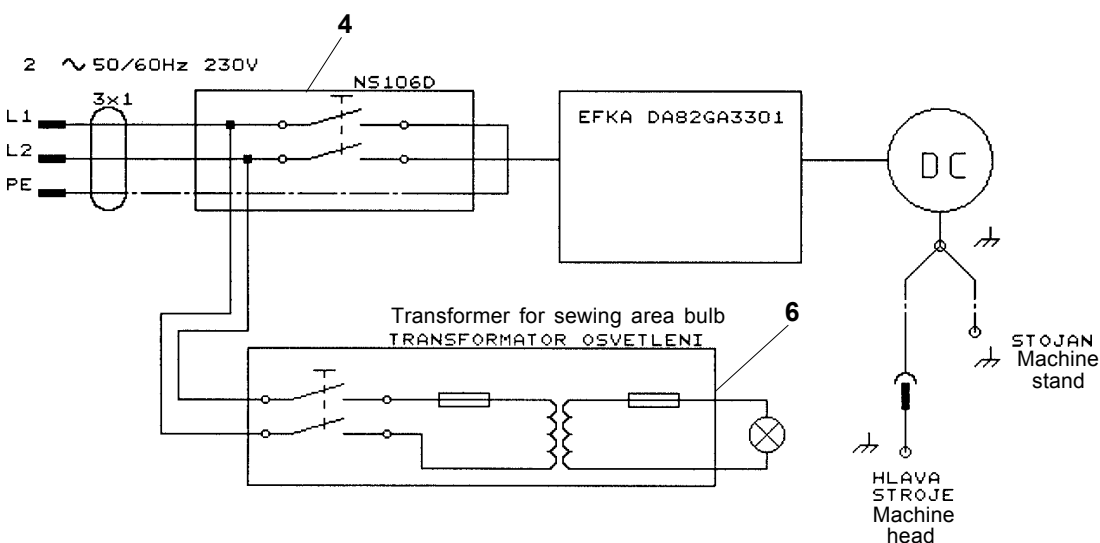 4
2 ~ 50/60Hz 230V
NS106D
3x1
L1
L2
PE
EFKA DA82GA3301
DC
Transformer for sewing area bulb
TRANSFORMATOR OSVETLENI
6
STOJAN
Machine
stand
HLAVA
STROJE
Machine
head